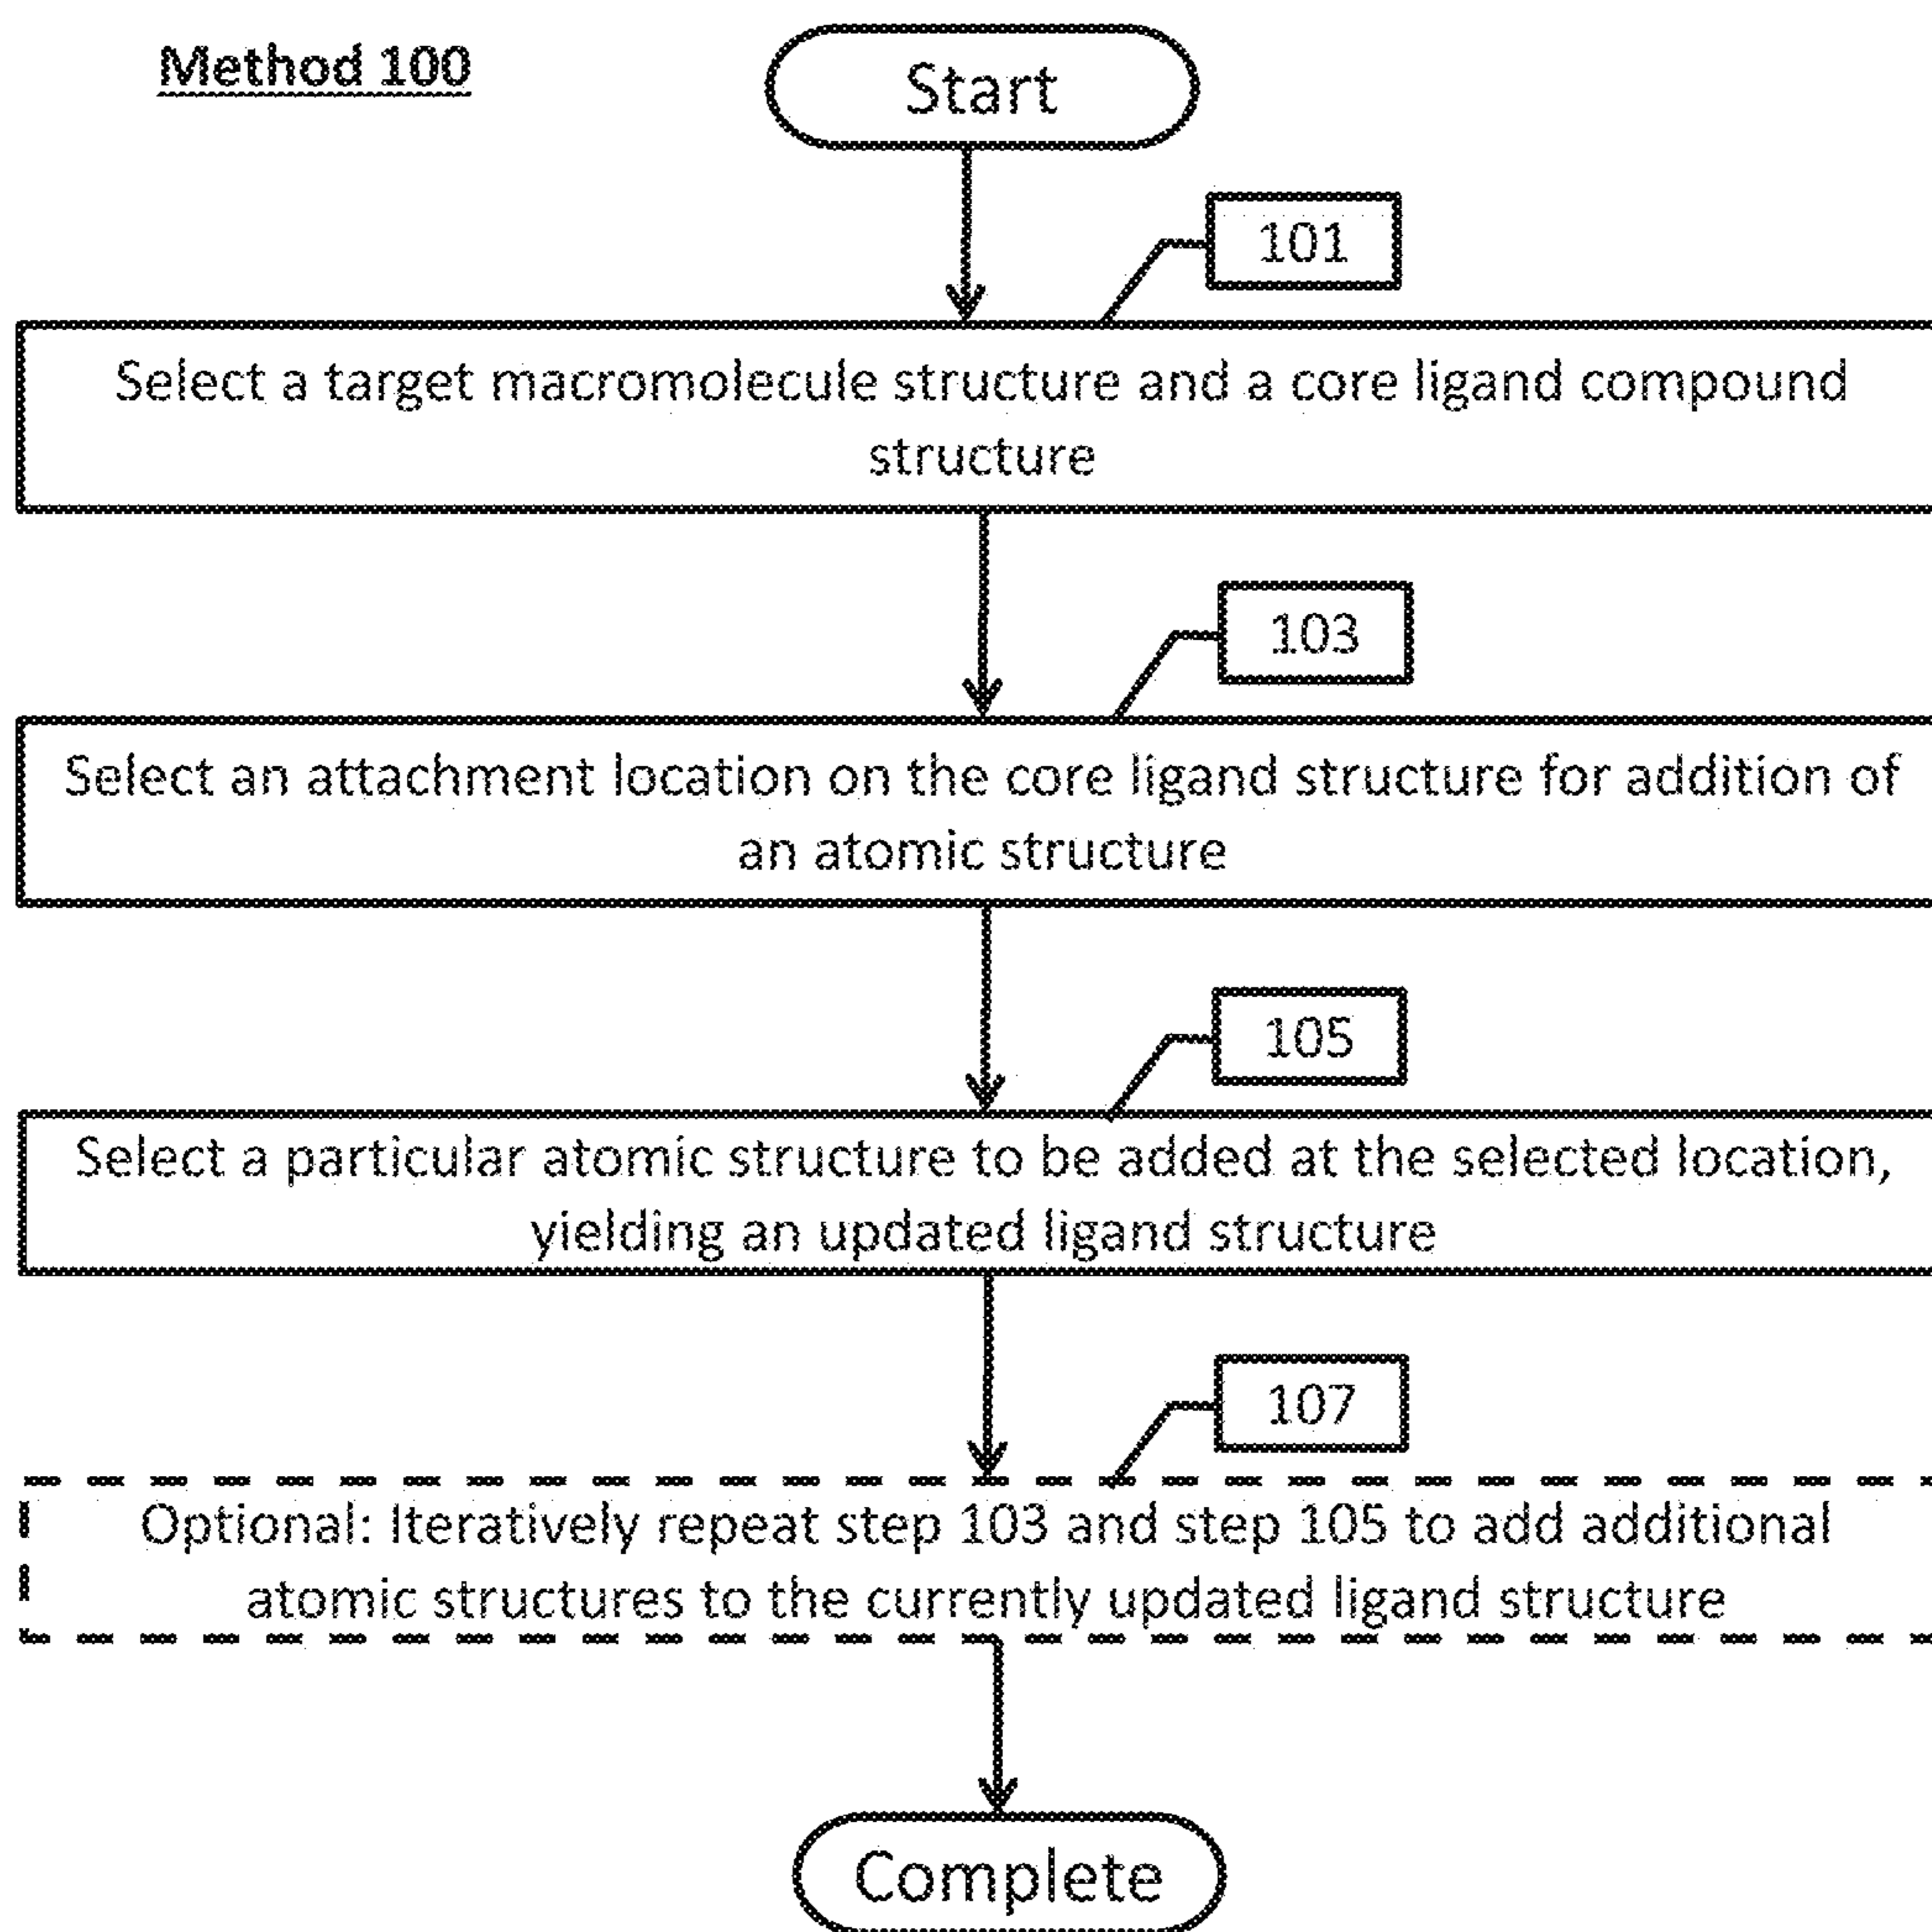 Method 100
Start
101
Select a target macromolecule structure and a core ligand compound
structure
103
Select an attachment location on the core ligand structure for addition of
an atomic structure
105
Select a particular atomic structure to be added at the selected location,
yielding an updated ligand structure
107
Optional: Iteratively repeat step 103 and step 105 to add additional
atomic structures to the currently updated ligand structure
Complete